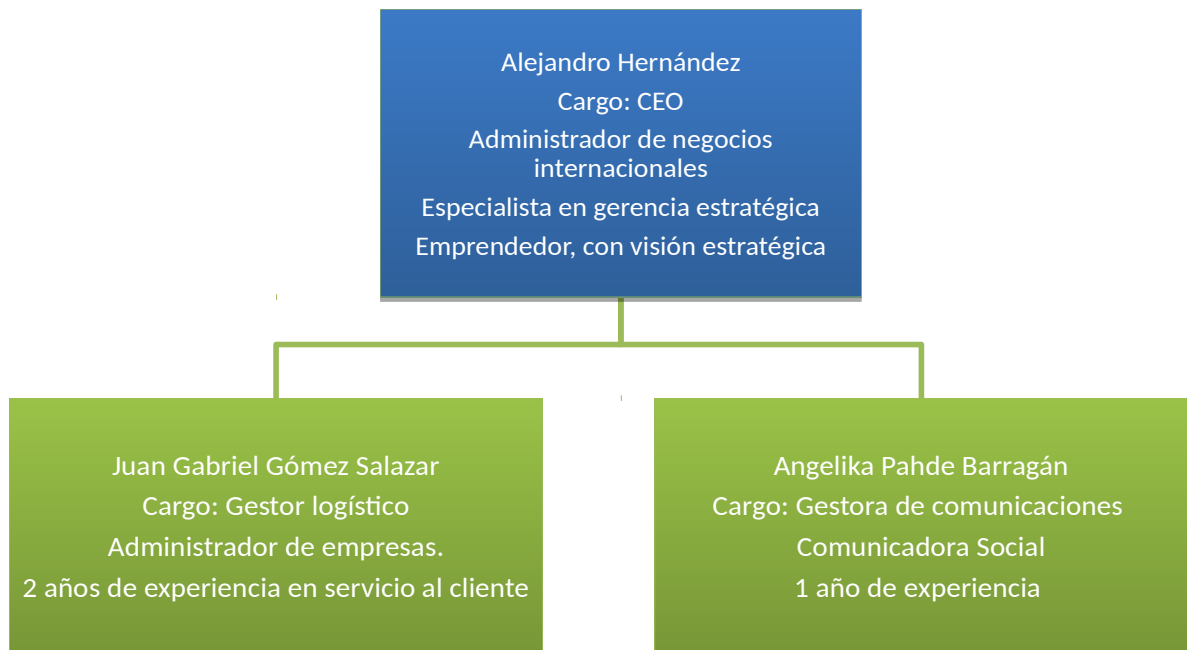 Alejandro Hernández
Cargo: CEO
Administrador de negocios
internacionales
Especialista en gerencia estratégica
Emprendedor, con visión estratégica
Juan Gabriel Gómez Salazar
Cargo: Gestor logístico
Administrador de empresas.
2 años de experiencia en servicio al cliente
Angelika Pahde Barragán
Cargo: Gestora de comunicaciones
Comunicadora Social
1 año de experiencia